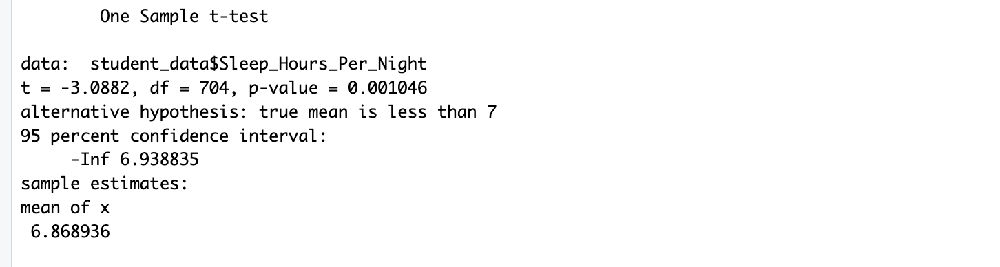 One Sample t-test
data:  student_data$Sleep_Hours_Per_Night
t = -3.0882, df = 704, p-value = 0.001046
alternative hypothesis: true mean is less than 7
95 percent confidence interval:
-Inf 6.938835
sample estimates:
mean of x
6.868936